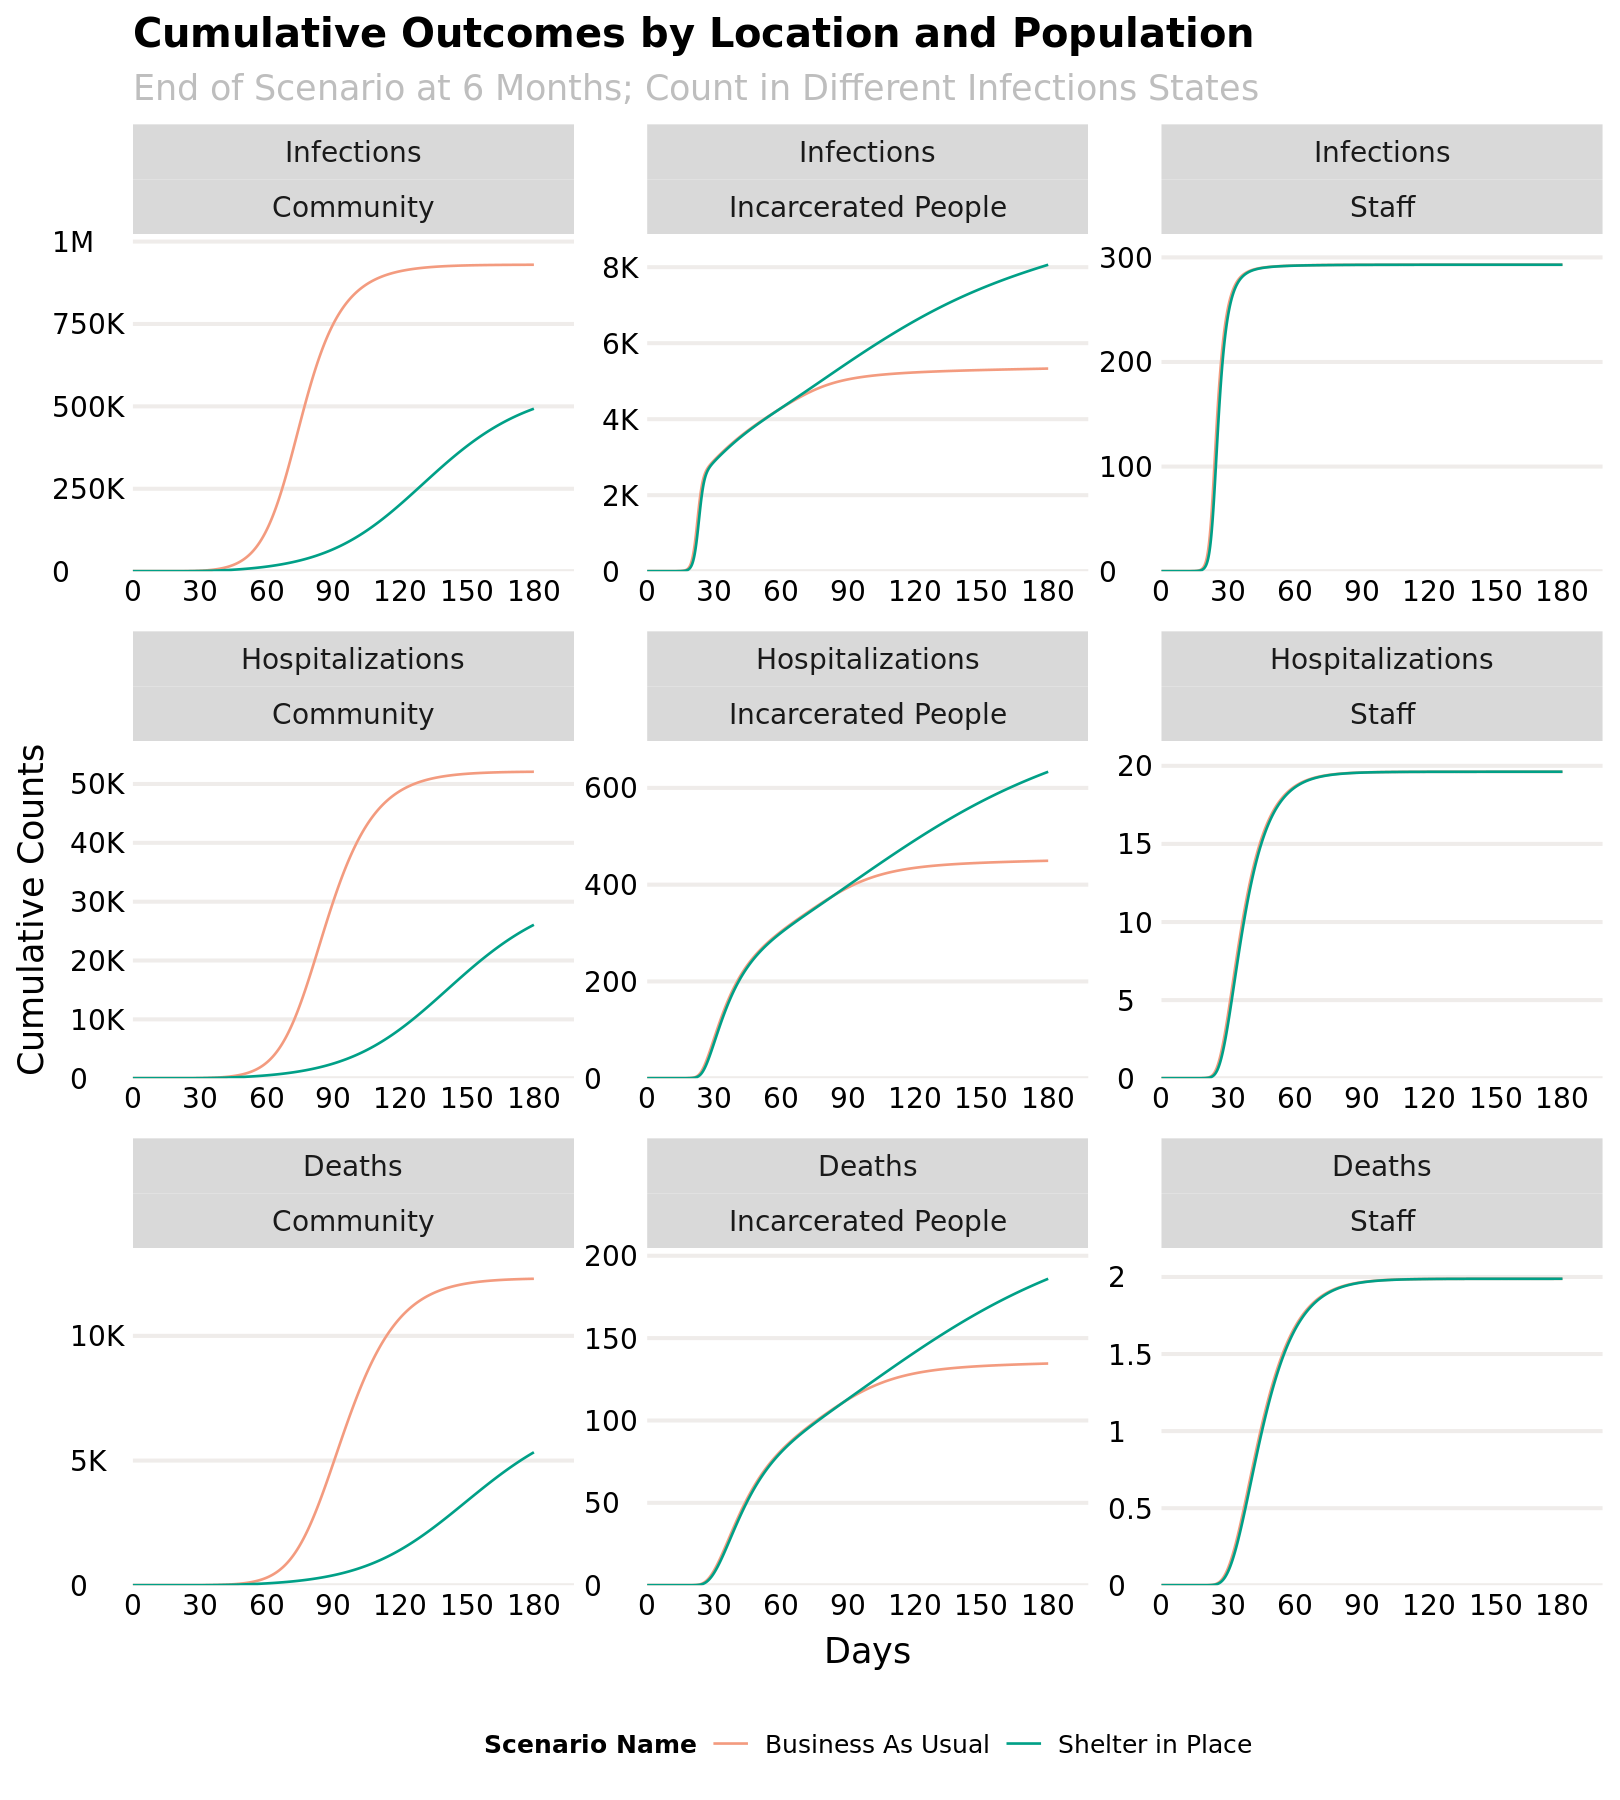 Cumulative Outcomes by Location and Population
End of Scenario at 6 Months; Count in Different Infections States
Infections Infections Infections
Community Incarcerated People Staff
1M
750K
500K
250K
0
8K
6K
4K
2K
0
300
200
100
0
0 30 60 90 120 150 180
0 30 60 90 120 150 180
0 30 60 90 120 150 180
Hospitalizations Hospitalizations Hospitalizations
Community Incarcerated People Staff
Cumulative Counts
50K
40K
30K
20K
10K
0
600
400
200
0
20
15
10
5
0
0 30 60 90 120 150 180
0 30 60 90 120 150 180
0 30 60 90 120 150 180
Deaths Deaths Deaths
Community Incarcerated People Staff
10K
5K
0
200
150
100
50
0
2
1.5
1
0.5
0
0 30 60 90 120 150 180
0 30 60 90 120 150 180
0 30 60 90 120 150 180
Days
Scenario Name Business As Usual Shelter in Place